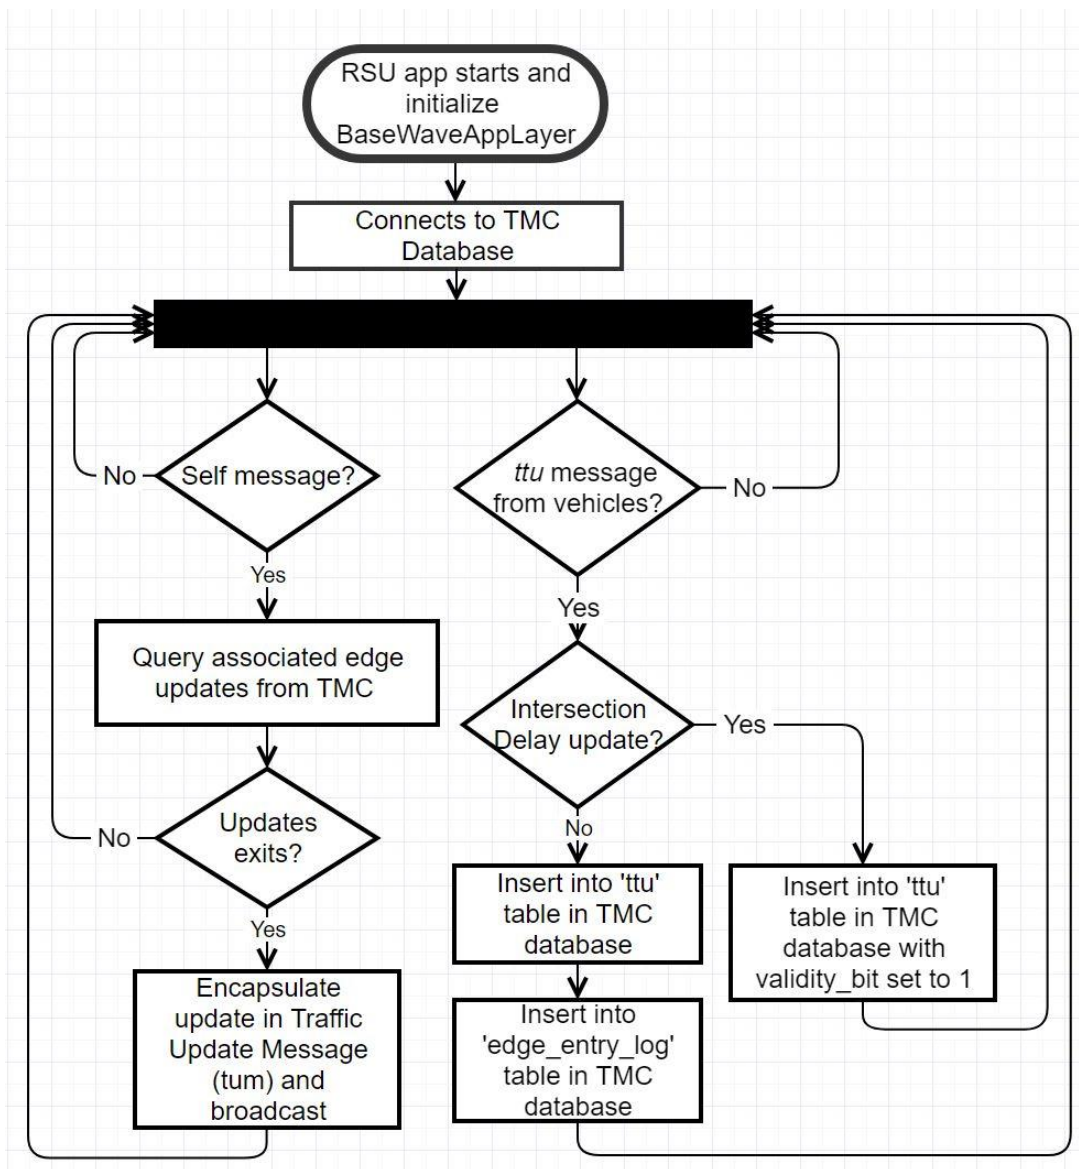 RSU app starts and
initialize
BaseWaveAppLayer
Connects to TMC
Database
Self message?
No
Yes
Query associated edge
updates from TMC
Updates
exits?
No
Yes
Encapsulate
update in Traffic
Update Message
(tum) and
broadcast
ttu message
from vehicles?
No
Yes
Intersection
Delay update?
Yes
No
Insert into 'ttu'
table in TMC
database
Insert into
'edge_entry_log'
table in TMC
database
Insert into 'ttu'
table in TMC
database with
validity_bit set to 1